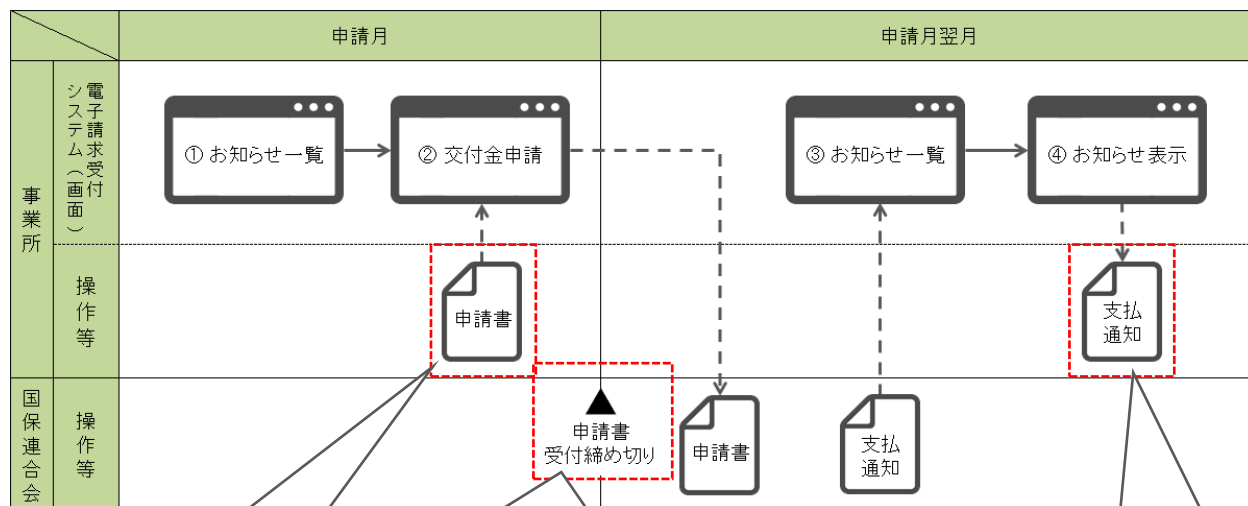 申請月
申請月翌月
事業所
電子請求受付
システム（画面）
① お知らせ一覧
② 交付金申請
③ お知らせ一覧
④ お知らせ表示
操作等
申請書
支払
通知
国保連合会
操作等
申請書
受付締め切り
申請書
支払
通知